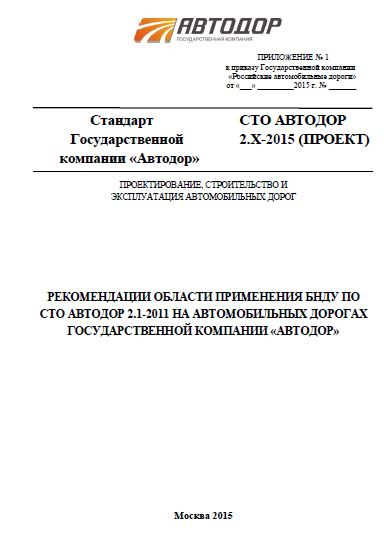 АВТОДОР
ГОСУДАРСТВЕННАЯ КОМПАНИЯ
ПРИЛОЖЕНИЕ № 1
к приказу Государственной компании
«Российские автомобильные дороги»
от «___» _________2015 г. № _______
Стандарт
Государственной
компании «Автодор»
СТО АВТОДОР
2.Х-2015 (ПРОЕКТ)
ПРОЕКТИРОВАНИЕ, СТРОИТЕЛЬСТВО И
ЭКСПЛУАТАЦИЯ АВТОМОБИЛЬНЫХ ДОРОГ
РЕКОМЕНДАЦИИ ОБЛАСТИ ПРИМЕНЕНИЯ БНДУ ПО
СТО АВТОДОР 2.1-2011 НА АВТОМОБИЛЬНЫХ ДОРОГАХ
ГОСУДАРСТВЕННОЙ КОМПАНИИ «АВТОДОР»
Москва 2015